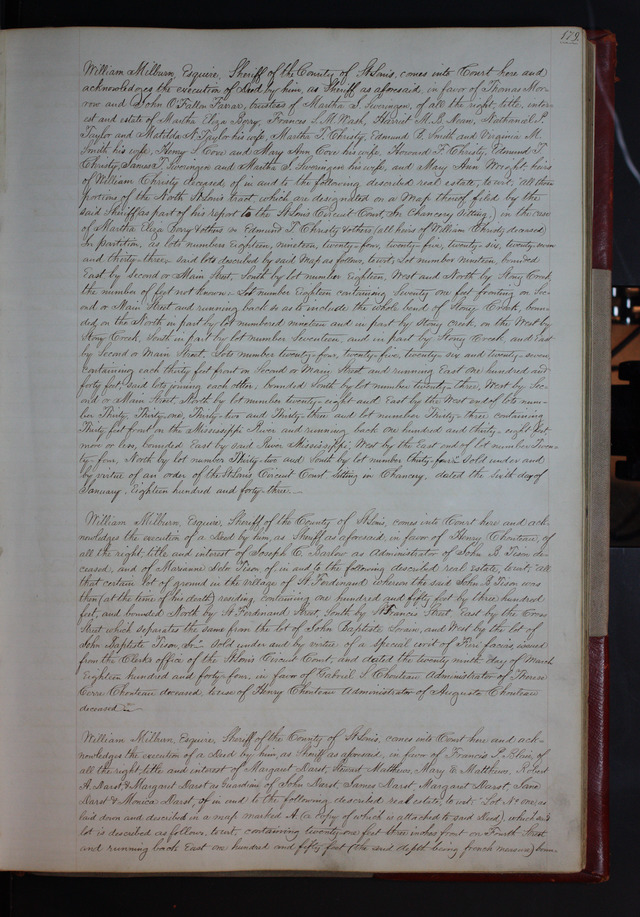 179
William Milburn, Esquire, Sheriff of the County of St Louis, comes into Court here and
acknowledges the execution of a Deed by him, as Sheriff as aforesaid, in favor of Thomas Mor-
row and John O'Fallon Farrar, trustees of Martha S. Swearingen, of all the right, title, inter-
est and estate of Martha Eliza Berry, Frances L. M. Wash, Harriet M. B. Morin, Nathaniel P.
Taylor and Matilda N. Taylor his wife, Martha T. Christy, Edmund B. Smith and Virginia M.
Smith his wife, Henry S. Coxe and Mary Ann Coxe his wife, Howard F. Christy, Edmund T.
Christy, James T. Swearingen and Martha S. Swearingen his wife, and Mary Ann Wright, heirs
of William Christy deceased, of in and to the following described real estate, to wit: "All those
portions of the North St Louis tract, which are designated on a Map thereof filed by the
said Sheriff as part of his report to the St Louis Circuit Court (In Chancery sitting,) in the case
of Martha Eliza Berry & others vs Edmund T. Christy & others (all heirs of William Christy deceased)
In partition, as lots numbers Eighteen, nineteen, twenty-four, twenty-five, twenty-six, twenty-seven
and thirty-three, said lots described by said Map as follows, to wit; Lot number nineteen, bounded
East by Second or Main Street, South by lot number Eighteen, West and North by Stony Creek,
the number of feet not known. Lot number Eighteen containing Seventy one feet fronting on Sec-
ond or Main Street and running back so as to include the whole bend of Stony Creek, boun-
ded, on the North in part by lot numbered nineteen and in part by Stony creek, on the West by
Stony Creek, South in part by lot number Seventeen, and in part by Stony Creek, and East
by Second or Main Street, Lots number twenty-four, twenty-five, twenty-six and twenty-seven,
containing each thirty feet front on Second or Main Street and running East one hundred and
forty feet, said lots joining each other, bounded South by lot number twenty-three, West by Sec-
ond or Main Street, North by lot number twenty-eight and East by the West end of lots num-
ber Thirty, Thirty-one, Thirty-two and Thirty-three and lot number Thirty-three containing
Thirty feet front on the Mississippi River and running back one hundred and thirty-eight feet
more or less, bounded East by said River Mississippi, West by the East end of lot number Twen-
ty-four, North by lot number Thirty-two and South by lot number thirty-four" sold under and
by virtue of an order of the St Louis Circuit Court sitting in Chancery, dated the Sixth day of
January, Eighteen hundred and forty-three.
William Milburn, Esquire, Sheriff of the County of St Louis, comes into Court here and ack-
nowledges the execution of a Deed by him, as Sheriff as aforesaid, in favor of Henry Chouteau, of
all the right, title and interest of Joseph C. Barlow as Administrator of John B. Tison de-
ceased, and of Marianne Tison, of in and to the following described real estate, to wit; "All
that certain lot of ground in the village of St Ferdinand whereon the said John B. Tison was
then (at the time of his death) residing, containing one hundred and fifty feet by three hundred
feet, and bounded North by St Ferdinand Street, South by St Francis Street, East by the Cross
Street which separates the same from the lot of John Baptiste Lorain, and West by the lot of
John Baptiste Tison, Sr" sold under and by virtue of a Special writ of Fieri facias, issued
from the Clerks office of the St Louis Circuit Court, and dated the twenty ninth day of March
Eighteen hundred and forty-four, in favor of Gabriel S. Chouteau Administrator of Therese
Cerre Chouteau deceased, to use of Henry Chouteau Administrator of Auguste Chouteau
deceased.
William Milburn, Esquire, Sheriff of the County of St Louis, comes into Court here and ack-
nowledges the execution of a Deed by him, as Sheriff as aforesaid, in favor of Francis P. Blair of
all the right, title and interest of Margaret Darst, Stewart Matthews, Mary E. Matthews, Robert
A. Darst, & Margaret Darst as Guardian of John Darst, James Darst, Margaret Darst, Jane
Darst & Monica Darst, of in and to the following described real estate, to wit: Lot No one, as
laid down and described in a map marked A (a copy of which is attached to said Deed), which said
lot is described as follows, to wit, containing twenty-one feet three inches front on Fourth Street
and running back East one hundred and fifty feet (the said depth being french measure) boun-